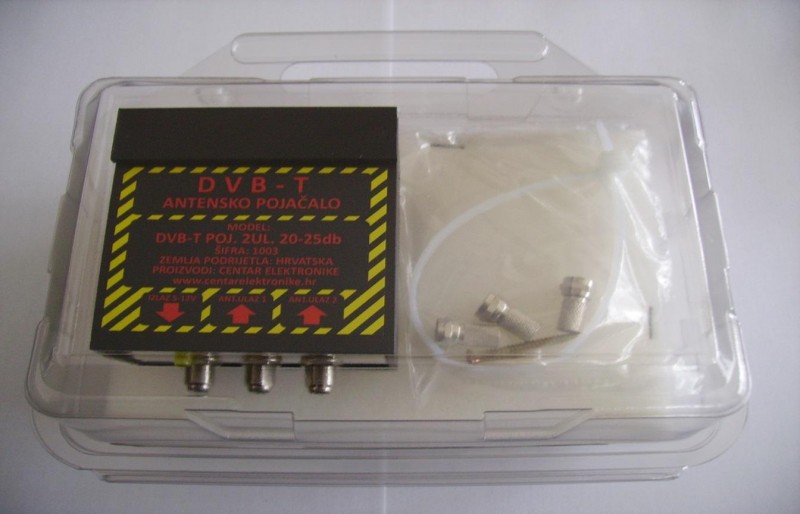 DVB-T
ANTENSKO POJAČALO
MODEL:
DVB-T POJ. 2UL. 20-25db
ŠIFRA: 1003
ZEMLJA PODRIJETLA: HRVATSKA
PROIZVODI: CENTAR ELEKTRONIKE
www.centarelektronike.hr
ANT.ULAZ 1 ANT.ULAZ 2